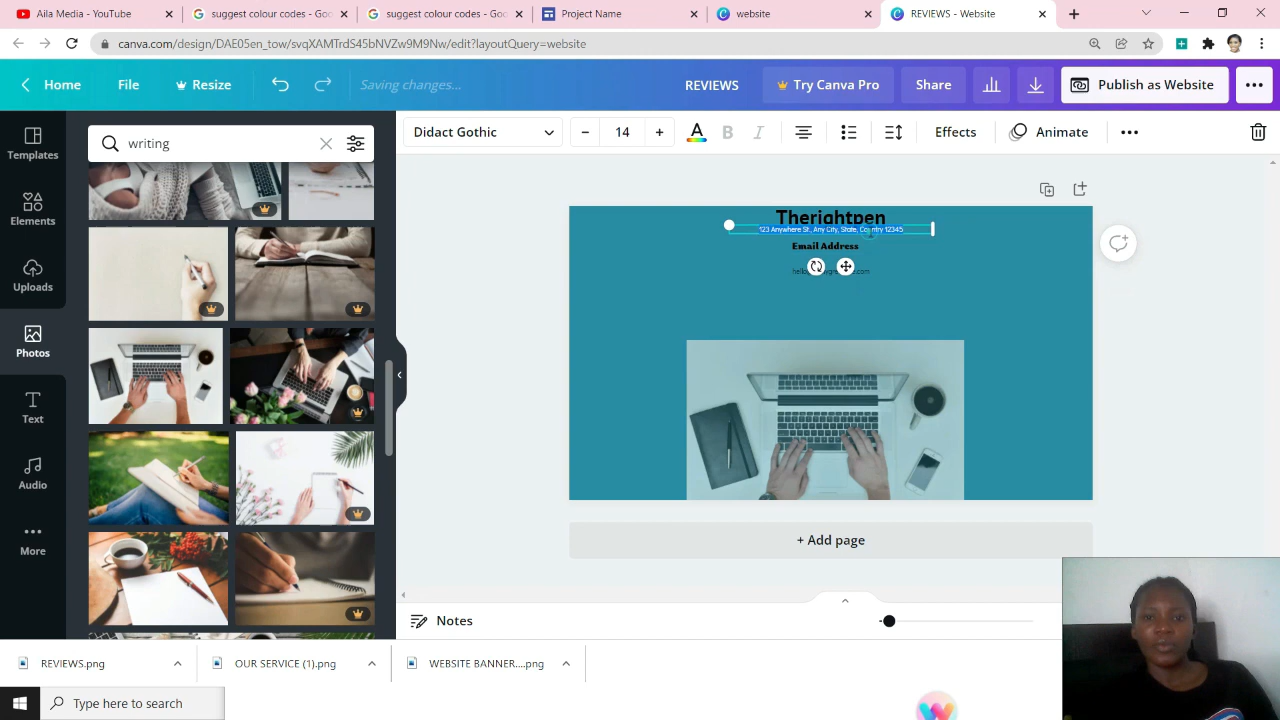 Aila Media - YouTube
suggest colour codes - Goo
suggest colour codes - Goo
Project Name
website
REVIEWS - Website
canva.com/design/DAE05en_tow/svqXAMTrdS45bNVZw9M9Nw/edit?layoutQuery=website
Home
File
Resize
Saving changes...
REVIEWS
Try Canva Pro
Share
Publish as Website
Templates
Elements
Uploads
Photos
Text
Audio
More
writing
Didact Gothic
14
A
B
I
Effects
Animate
Therightpen
123 Anywhere St., Any City, State, Country 12345
Email Address
+ Add page
Notes
REVIEWS.png
OUR SERVICE (1).png
WEBSITE BANNER....png
Type here to search